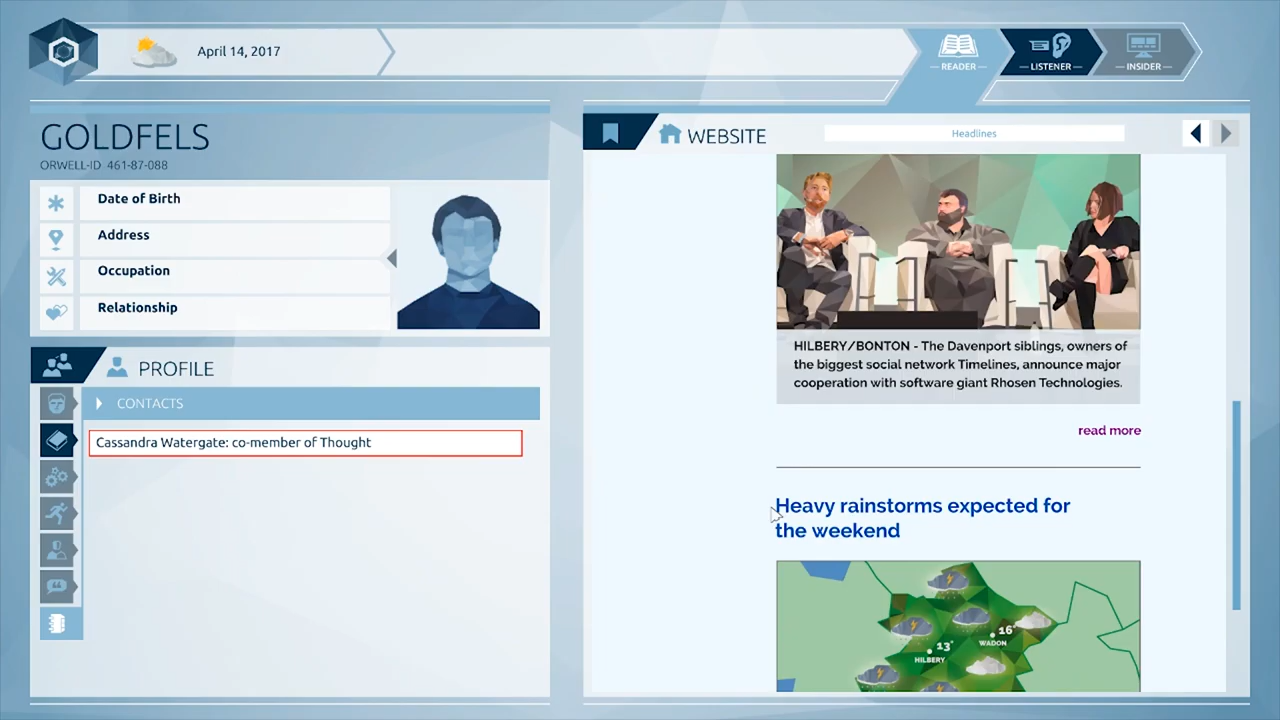 April 14, 2017
READER
LISTENER
INSIDER
GOLDFELS
ORWELL-ID 461-87-088
Date of Birth
Address
Occupation
Relationship
PROFILE
CONTACTS
Cassandra Watergate: co-member of Thought
WEBSITE
Headlines
HILBERY/BONTON - The Davenport siblings, owners of
the biggest social network Timelines, announce major
cooperation with software giant Rhosen Technologies.
read more
Heavy rainstorms expected for
the weekend
16°
WADON
13°
HILBERY